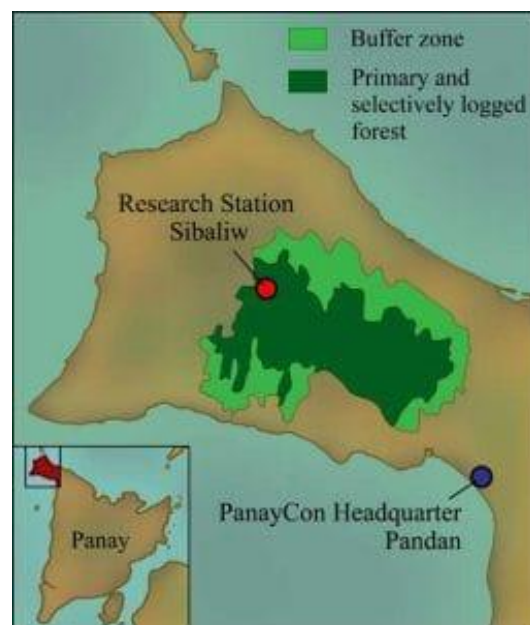 Buffer zone
Primary and
selectively logged
forest
Research Station
Sibaliw
PanayCon Headquarter
Pandan
Panay